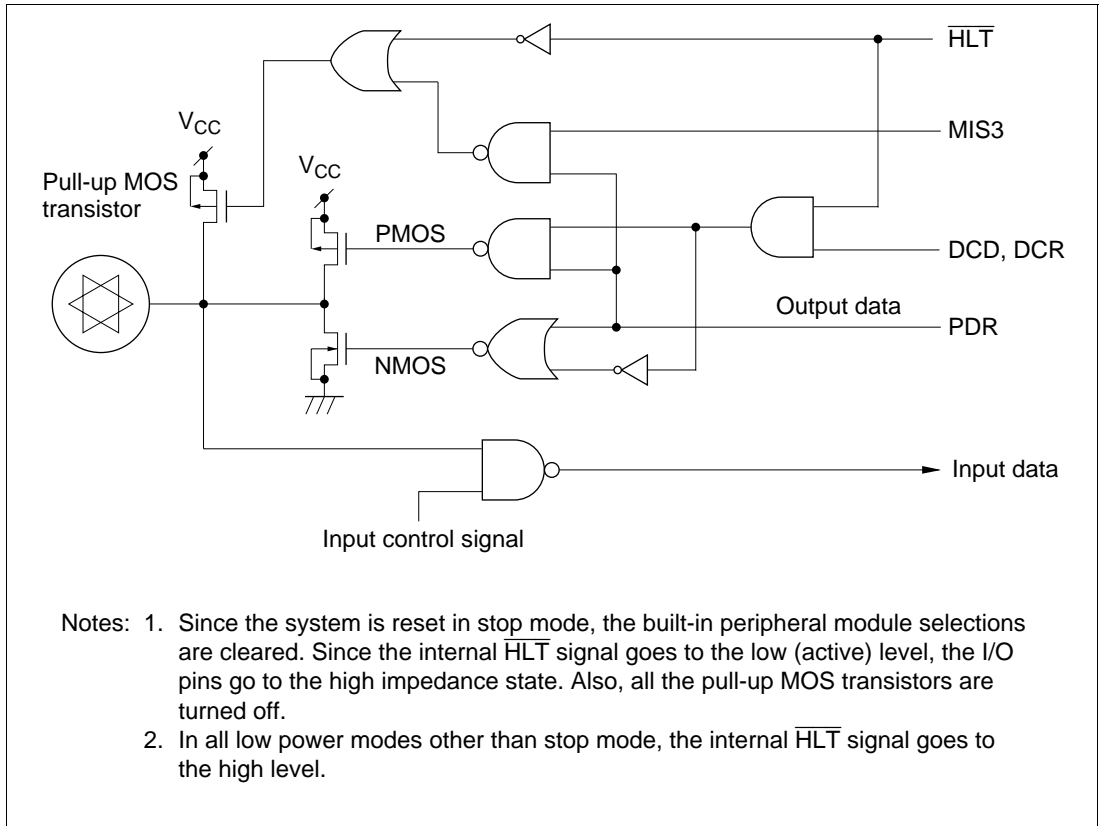 HLT
MIS3
VCC
VCC
Pull-up MOS
transistor
PMOS
DCD, DCR
Output data
PDR
NMOS
Input data
Input control signal
Notes: 1. Since the system is reset in stop mode, the built-in peripheral module selections
are cleared. Since the internal HLT signal goes to the low (active) level, the I/O
pins go to the high impedance state. Also, all the pull-up MOS transistors are
turned off.
2. In all low power modes other than stop mode, the internal HLT signal goes to
the high level.